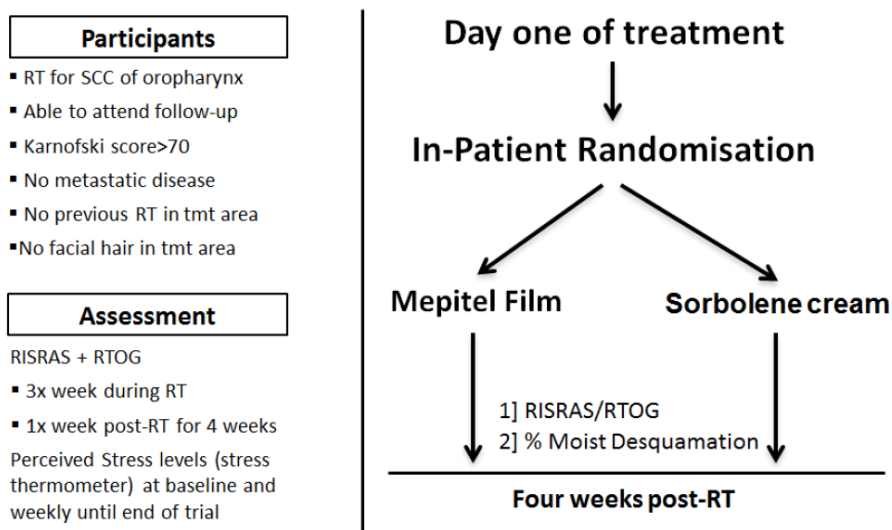 Participants
▪ RT for SCC of oropharynx
▪ Able to attend follow-up
▪ Karnofski score>70
▪ No metastatic disease
▪ No previous RT in tmt area
▪No facial hair in tmt area
Assessment
RISRAS + RTOG
▪ 3x week during RT
▪ 1x week post-RT for 4 weeks
Perceived Stress levels (stress
thermometer) at baseline and
weekly until end of trial
Day one of treatment
In-Patient Randomisation
Mepitel Film
Sorbolene cream
1] RISRAS/RTOG
2] % Moist Desquamation
Four weeks post-RT